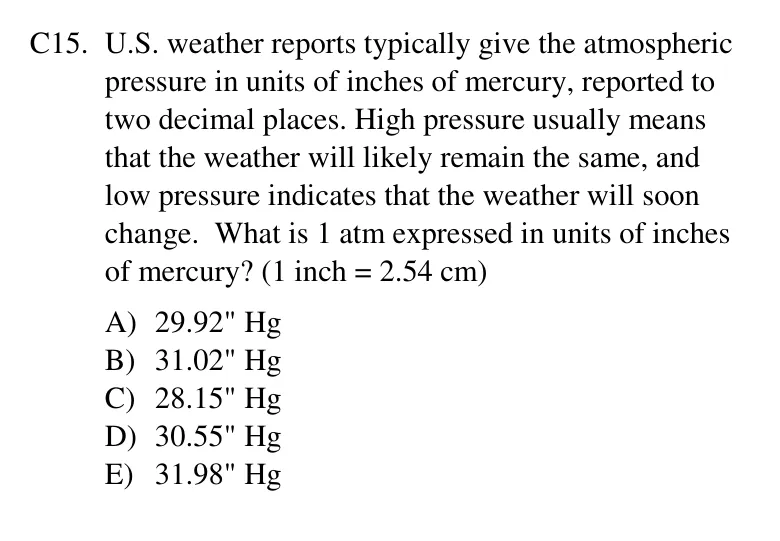 C15. U.S. weather reports typically give the atmospheric
pressure in units of inches of mercury, reported to
two decimal places. High pressure usually means
that the weather will likely remain the same, and
low pressure indicates that the weather will soon
change.  What is 1 atm expressed in units of inches
of mercury? (1 inch = 2.54 cm)
A) 29.92" Hg
B) 31.02" Hg
C) 28.15" Hg
D) 30.55" Hg
E) 31.98" Hg